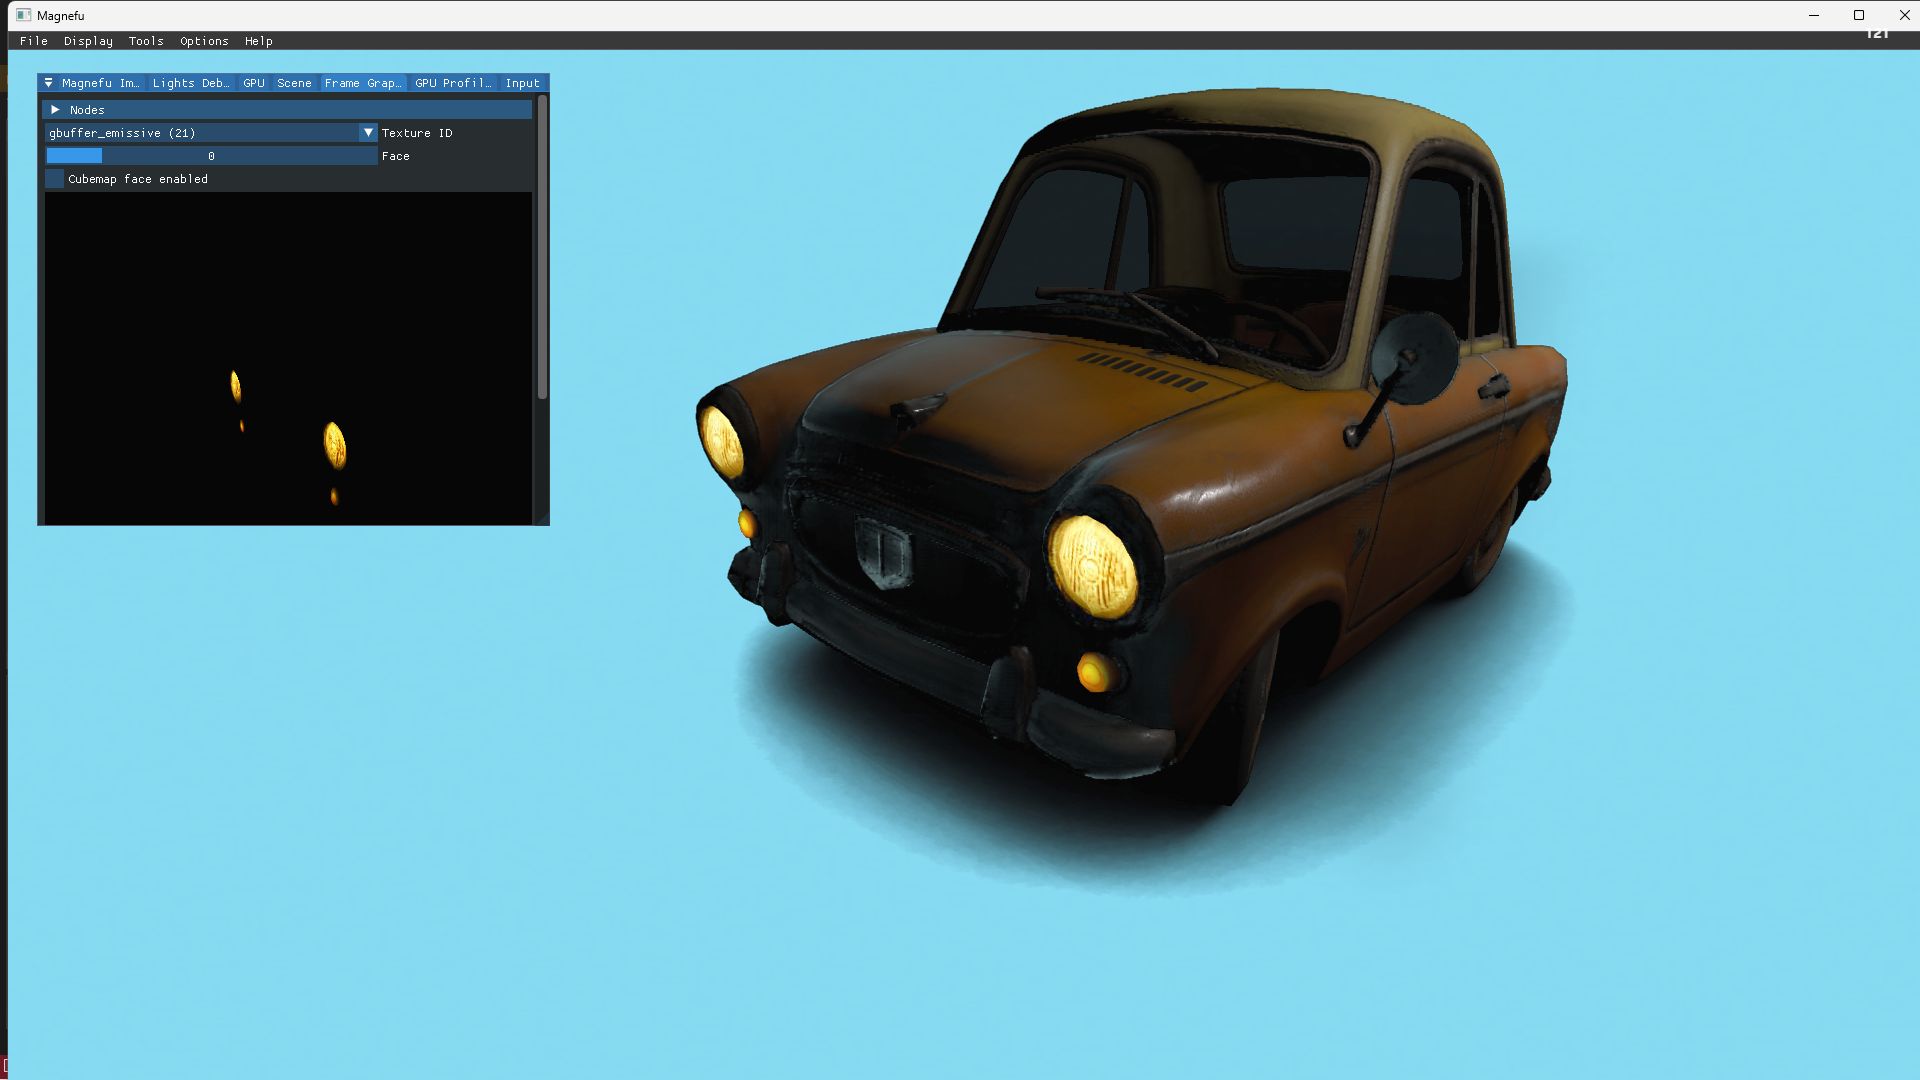 Magnefu
File Display Tools Options Help
121
Magnefu Im… Lights Deb… GPU Scene Frame Grap… GPU Profil… Input
Nodes
gbuffer_emissive (21) Texture ID
0 Face
Cubemap face enabled